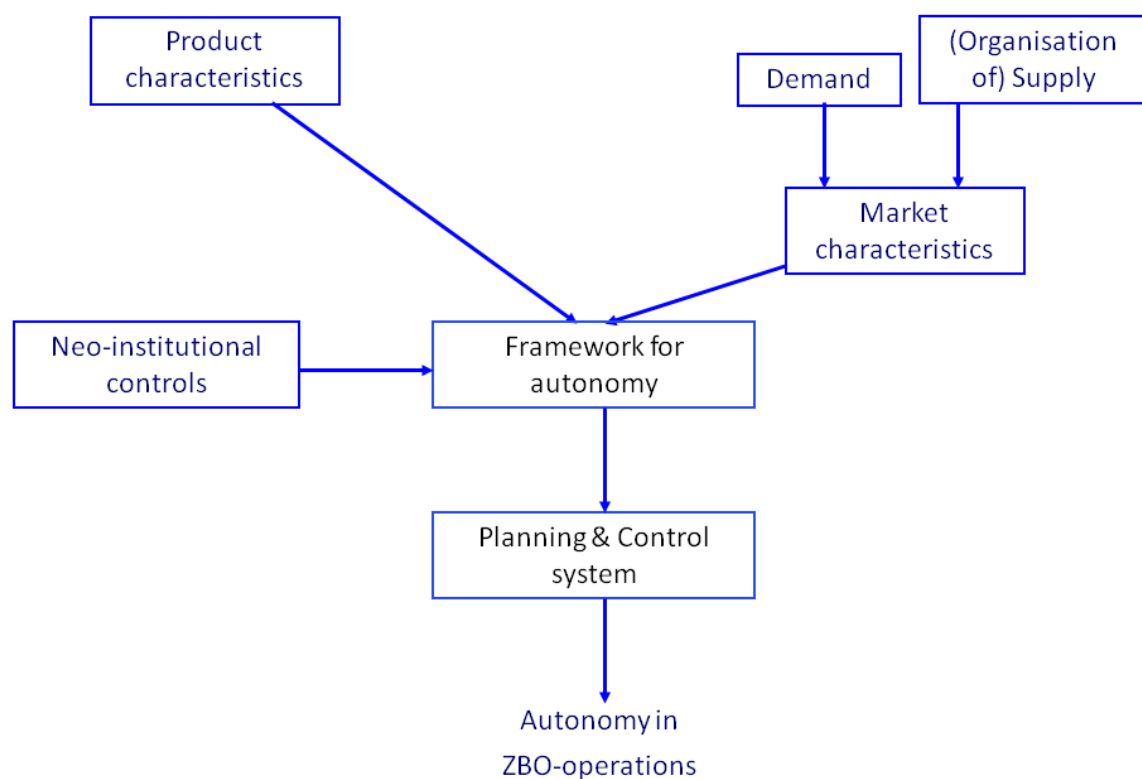 Product
characteristics
Demand
(Organisation
of) Supply
Market
characteristics
Neo-institutional
controls
Framework for
autonomy
Planning & Control
system
Autonomy in
ZBO-operations